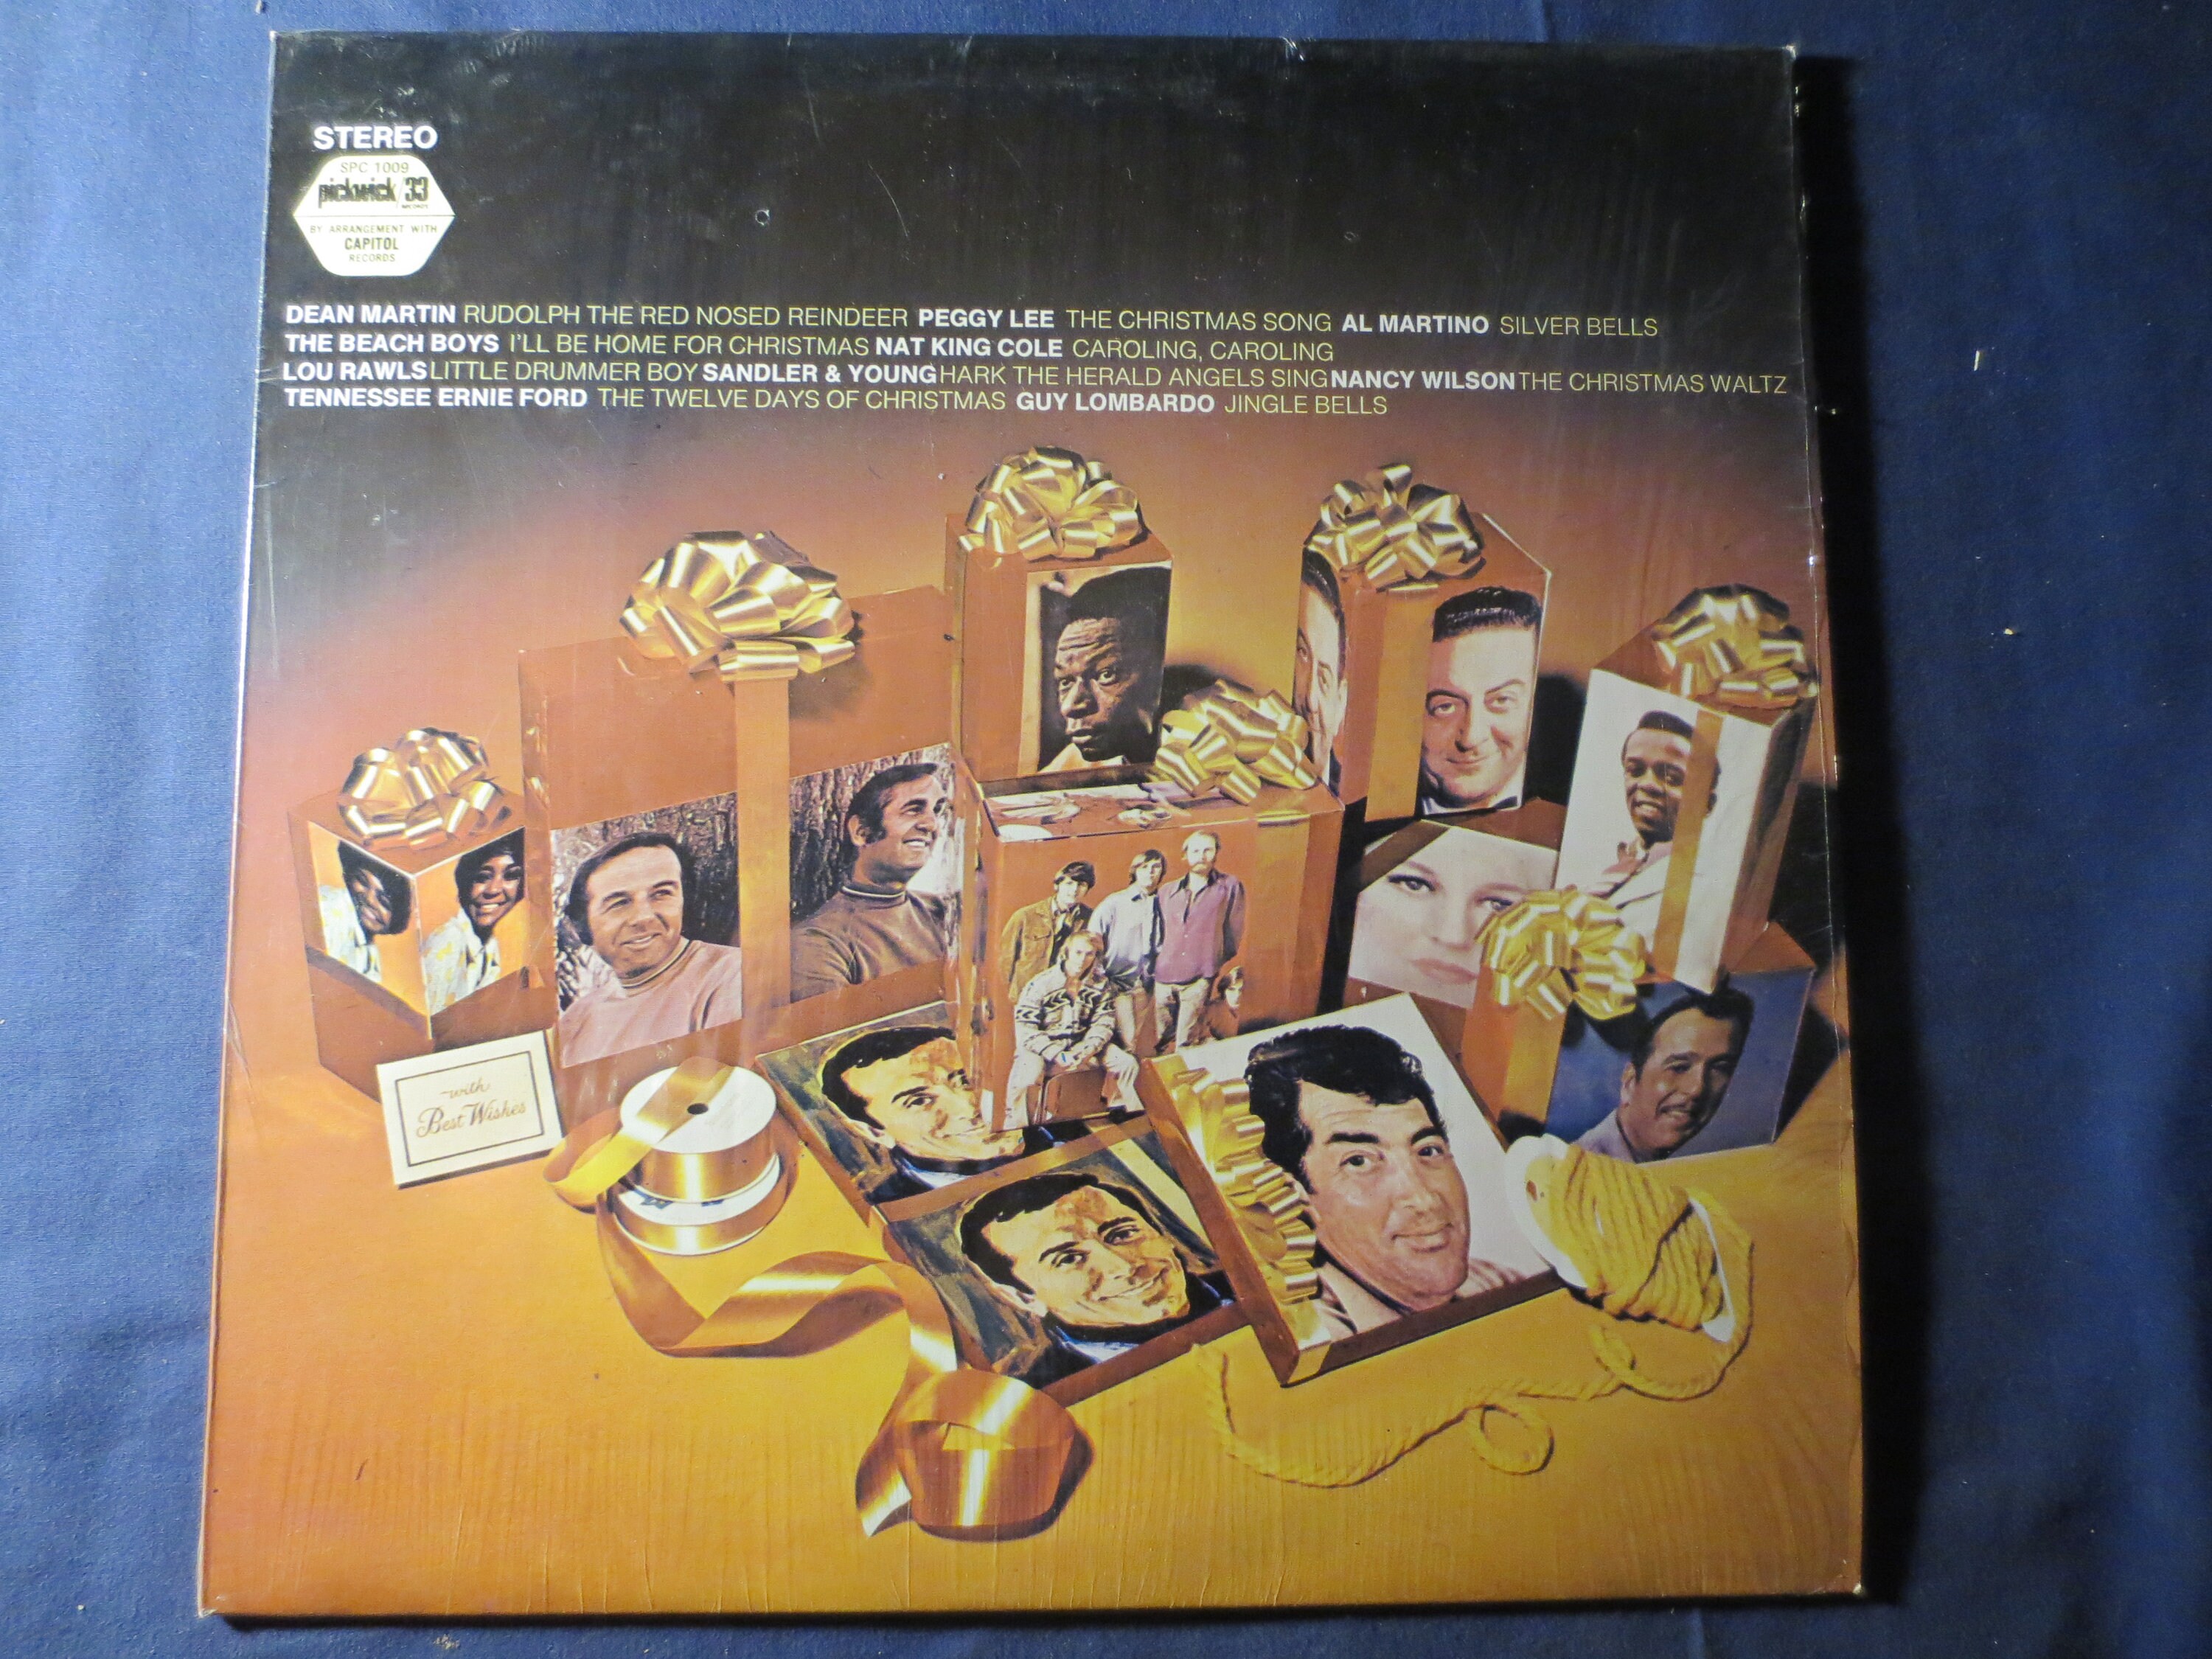 STEREO
SPC 1009
pickwick/33
RECORDS
BY ARRANGEMENT WITH
CAPITOL
RECORDS
DEAN MARTIN RUDOLPH THE RED NOSED REINDEER PEGGY LEE THE CHRISTMAS SONG AL MARTINO SILVER BELLS
THE BEACH BOYS I'LL BE HOME FOR CHRISTMAS NAT KING COLE CAROLING, CAROLING
LOU RAWLS LITTLE DRUMMER BOY SANDLER & YOUNG HARK THE HERALD ANGELS SING NANCY WILSON THE CHRISTMAS WALTZ
TENNESSEE ERNIE FORD THE TWELVE DAYS OF CHRISTMAS GUY LOMBARDO JINGLE BELLS
with
Best Wishes